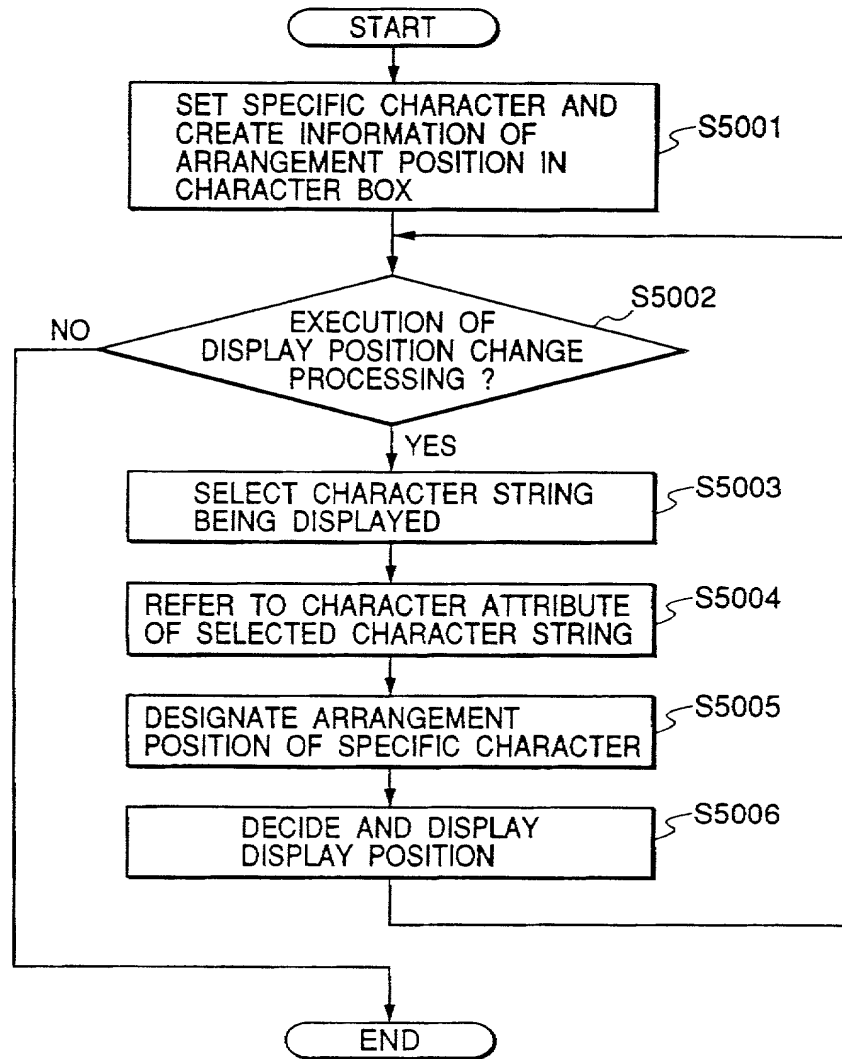 START
SET SPECIFIC CHARACTER AND
CREATE INFORMATION OF
ARRANGEMENT POSITION IN
CHARACTER BOX
S5001
S5002
NO
EXECUTION OF
DISPLAY POSITION CHANGE
PROCESSING ?
YES
SELECT CHARACTER STRING
BEING DISPLAYED
S5003
REFER TO CHARACTER ATTRIBUTE
OF SELECTED CHARACTER STRING
S5004
DESIGNATE ARRANGEMENT
POSITION OF SPECIFIC CHARACTER
S5005
DECIDE AND DISPLAY
DISPLAY POSITION
S5006
END